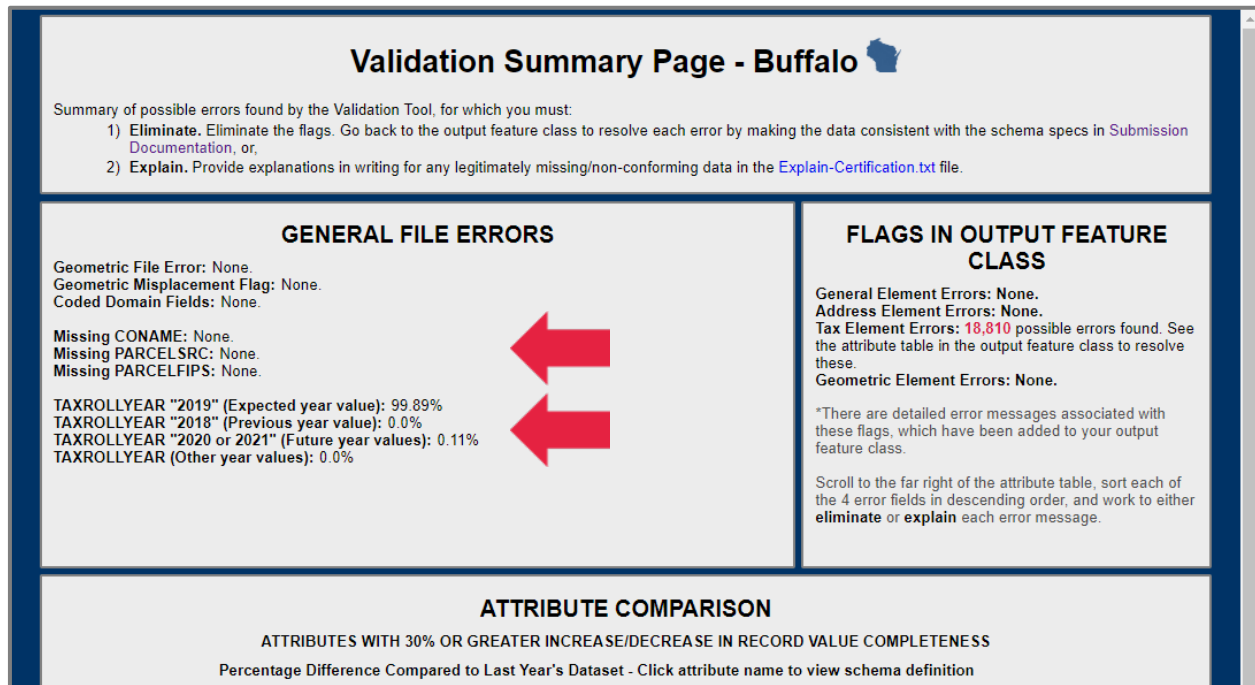 Validation Summary Page - Buffalo
Summary of possible errors found by the Validation Tool, for which you must:
1) Eliminate. Eliminate the flags. Go back to the output feature class to resolve each error by making the data consistent with the schema specs in Submission
Documentation, or,
2) Explain. Provide explanations in writing for any legitimately missing/non-conforming data in the Explain-Certification.txt file.
GENERAL FILE ERRORS
Geometric File Error: None.
Geometric Misplacement Flag: None.
Coded Domain Fields: None.
Missing CONAME: None.
Missing PARCELSRC: None.
Missing PARCELFIPS: None.
TAXROLLYEAR "2019" (Expected year value): 99.89%
TAXROLLYEAR "2018" (Previous year value): 0.0%
TAXROLLYEAR "2020 or 2021" (Future year values): 0.11%
TAXROLLYEAR (Other year values): 0.0%
FLAGS IN OUTPUT FEATURE
CLASS
General Element Errors: None.
Address Element Errors: None.
Tax Element Errors: 18,810 possible errors found. See
the attribute table in the output feature class to resolve
these.
Geometric Element Errors: None.
*There are detailed error messages associated with
these flags, which have been added to your output
feature class.
Scroll to the far right of the attribute table, sort each of
the 4 error fields in descending order, and work to either
eliminate or explain each error message.
ATTRIBUTE COMPARISON
ATTRIBUTES WITH 30% OR GREATER INCREASE/DECREASE IN RECORD VALUE COMPLETENESS
Percentage Difference Compared to Last Year's Dataset - Click attribute name to view schema definition